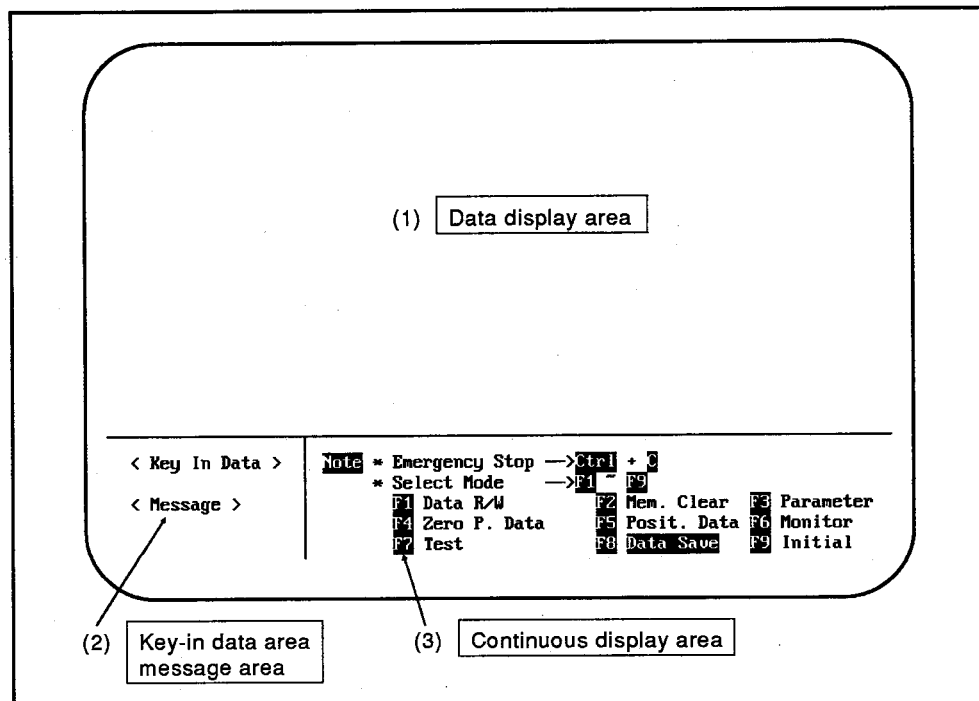 (1) Data display area
< Key In Data >
< Message >
Note * Emergency Stop —>Ctrl + C
* Select Mode —>F1 ~ F9
F1 Data R/W F2 Mem. Clear F3 Parameter
F4 Zero P. Data F5 Posit. Data F6 Monitor
F7 Test F8 Data Save F9 Initial
(2) Key-in data area
message area
(3) Continuous display area